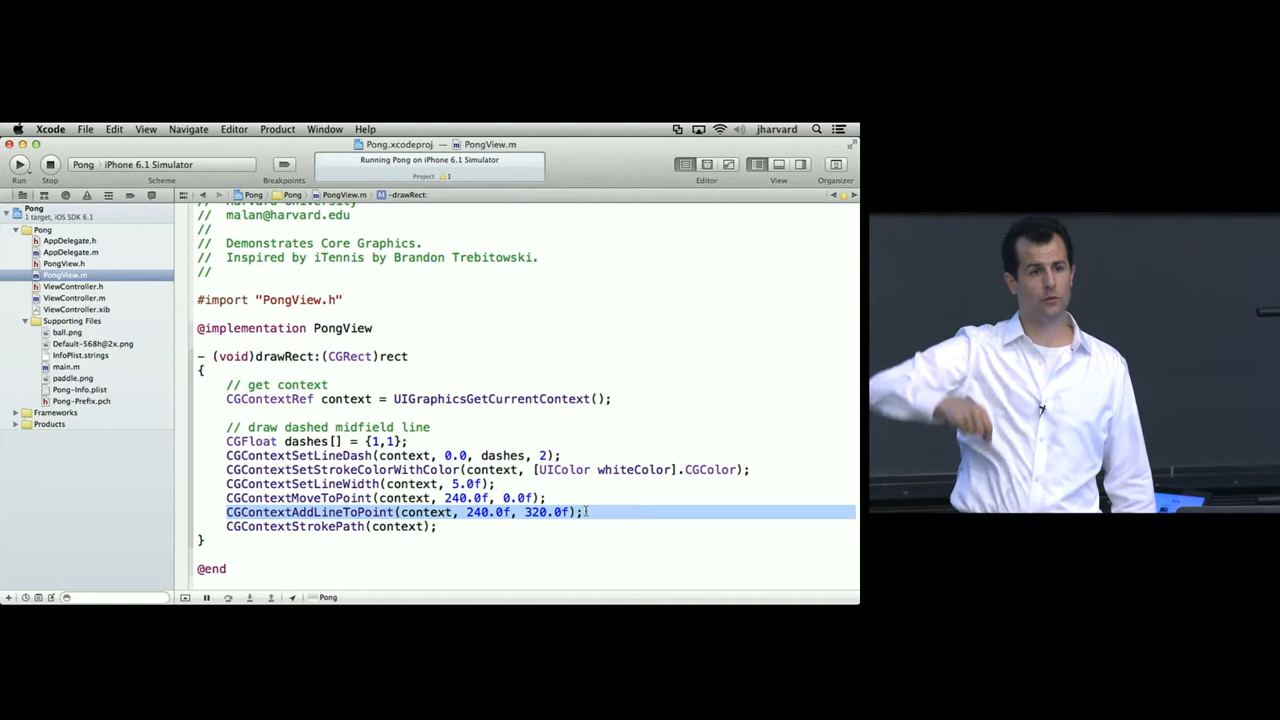 Xcode File Edit View Navigate Editor Product Window Help jharvard
Pong.xcodeproj — PongView.m
Pong iPhone 6.1 Simulator
Running Pong on iPhone 6.1 Simulator
Project 1
Run Stop Scheme Breakpoints Editor View Organizer
Pong Pong PongView.m -drawRect:
Pong
1 target, iOS SDK 6.1
Pong
AppDelegate.h
AppDelegate.m
PongView.h
PongView.m
ViewController.h
ViewController.m
ViewController.xib
Supporting Files
ball.png
Default-568h@2x.png
InfoPlist.strings
main.m
paddle.png
Pong-Info.plist
Pong-Prefix.pch
Frameworks
Products
// Harvard University
// malan@harvard.edu
//
// Demonstrates Core Graphics.
// Inspired by iTennis by Brandon Trebitowski.
//
#import "PongView.h"
@implementation PongView
- (void)drawRect:(CGRect)rect
{
// get context
CGContextRef context = UIGraphicsGetCurrentContext();
// draw dashed midfield line
CGFloat dashes[] = {1,1};
CGContextSetLineDash(context, 0.0, dashes, 2);
CGContextSetStrokeColorWithColor(context, [UIColor whiteColor].CGColor);
CGContextSetLineWidth(context, 5.0f);
CGContextMoveToPoint(context, 240.0f, 0.0f);
CGContextAddLineToPoint(context, 240.0f, 320.0f);
CGContextStrokePath(context);
}
@end
Pong